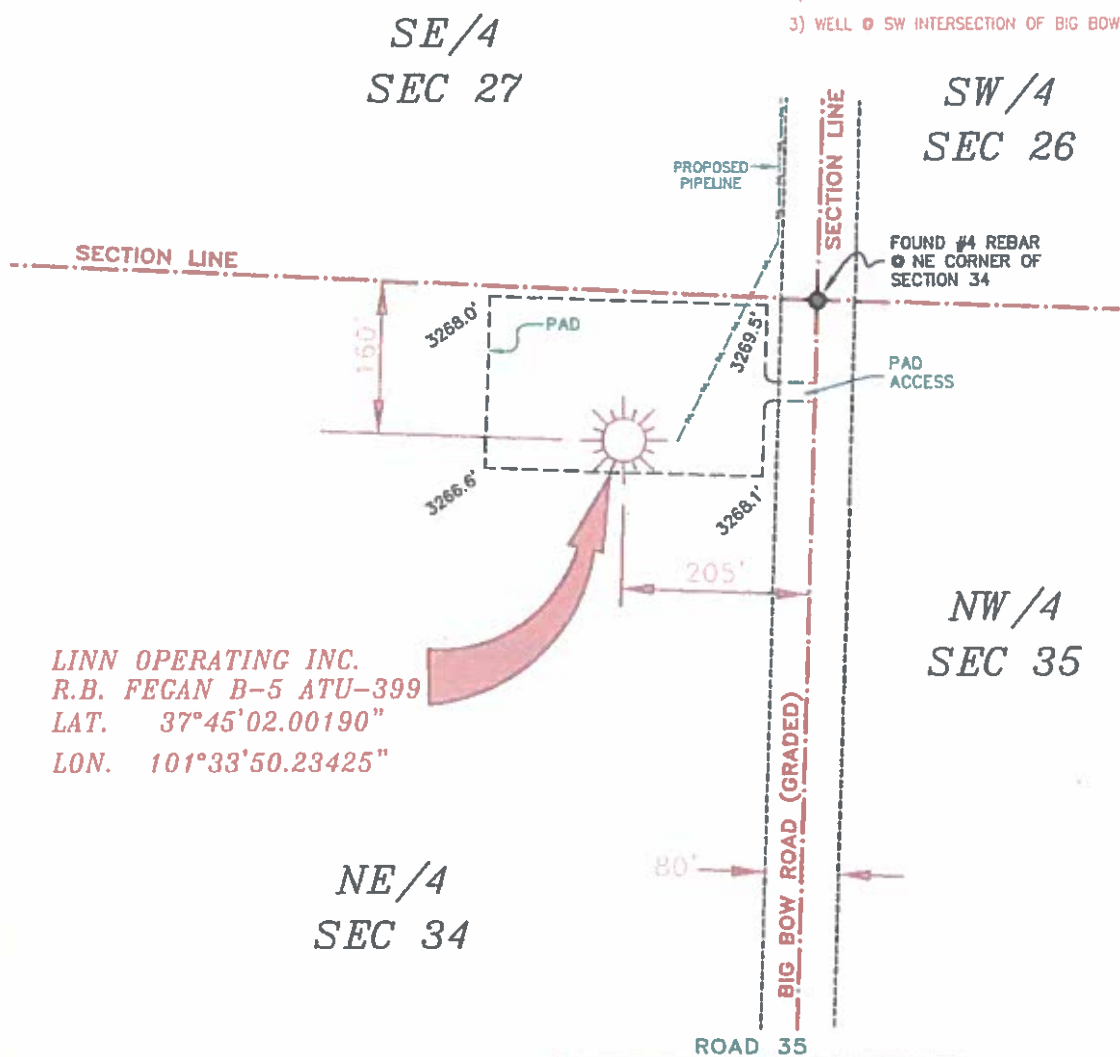 3) WELL @ SW INTERSECTION OF BIG BOW
SE/4
SEC 27
SW/4
SEC 26
SECTION LINE
PROPOSED
PIPELINE
SECTION LINE
FOUND #4 REBAR
@ NE CORNER OF
SECTION 34
160'
3268.0'
PAD
3269.5'
PAD
ACCESS
3266.6'
3268.1'
205'
NW/4
SEC 35
LINN OPERATING INC.
R.B. FEGAN B-5 ATU-399
LAT. 37°45'02.00190"
LON. 101°33'50.23425"
BIG BOW ROAD (GRADED)
80'
NE/4
SEC 34
ROAD 35